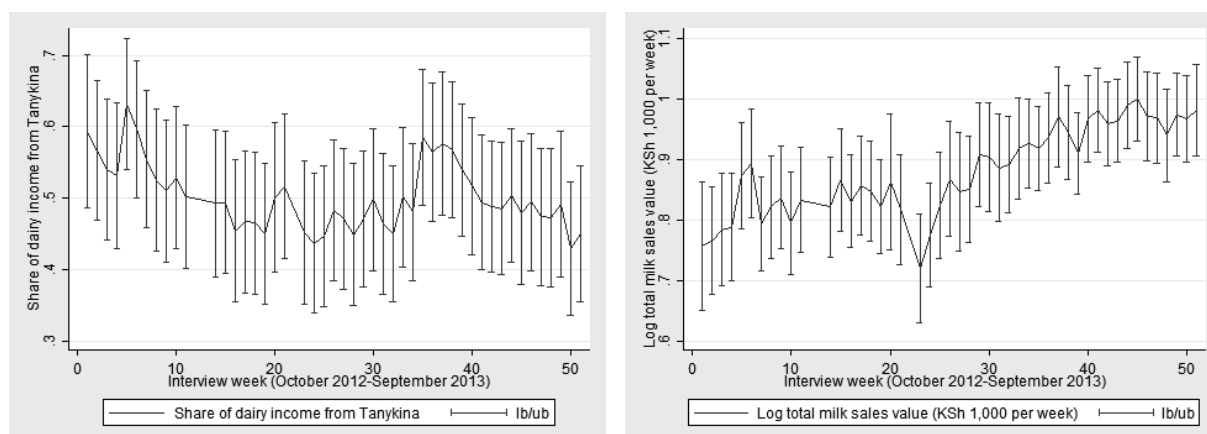 Share of dairy income from Tanykina
.7
.6
.5
.4
.3
0 10 20 30 40 50
Interview week (October 2012-September 2013)
Share of dairy income from Tanykina lb/ub
Log total milk sales value (KSh 1,000 per week)
1.1
1
.9
.8
.7
.6
0 10 20 30 40 50
Interview week (October 2012-September 2013)
Log total milk sales value (KSh 1,000 per week) lb/ub